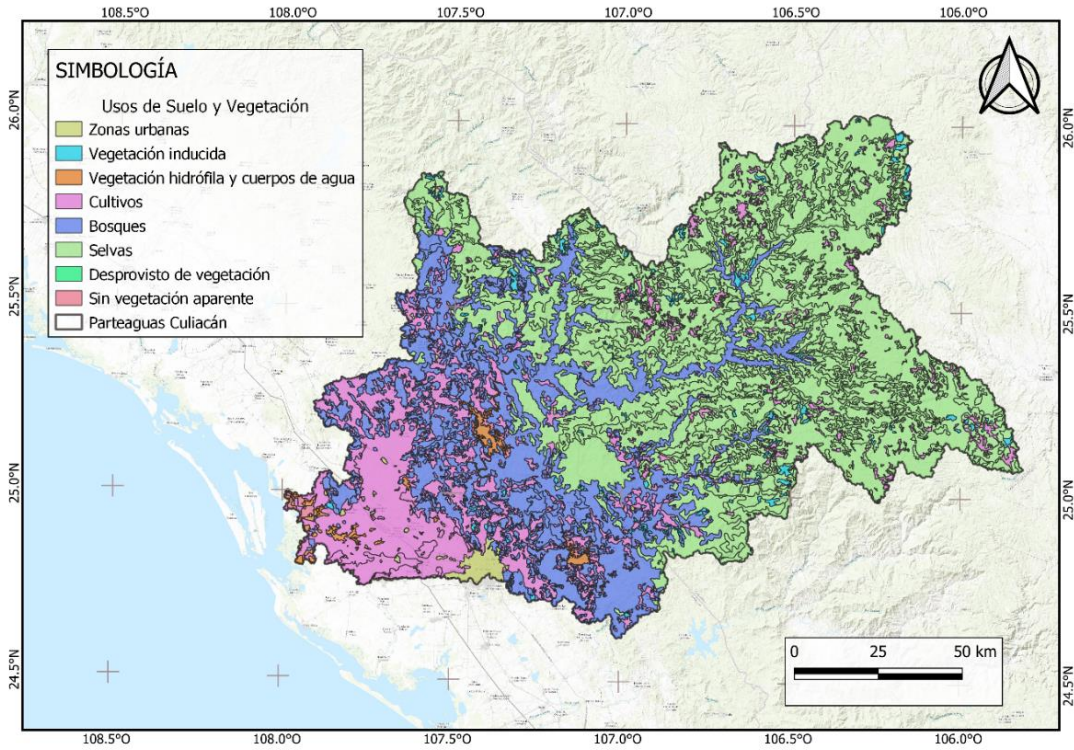 108.5°O 108.0°O 107.5°O 107.0°O 106.5°O 106.0°O
SIMBOLOGÍA
Usos de Suelo y Vegetación
Zonas urbanas
Vegetación inducida
Vegetación hidrófila y cuerpos de agua
Cultivos
Bosques
Selvas
Desprovisto de vegetación
Sin vegetación aparente
Parteaguas Culiacán
26.0°N
25.5°N
25.0°N
24.5°N
26.0°N
25.5°N
25.0°N
24.5°N
0 25 50 km
108.5°O 108.0°O 107.5°O 107.0°O 106.5°O 106.0°O